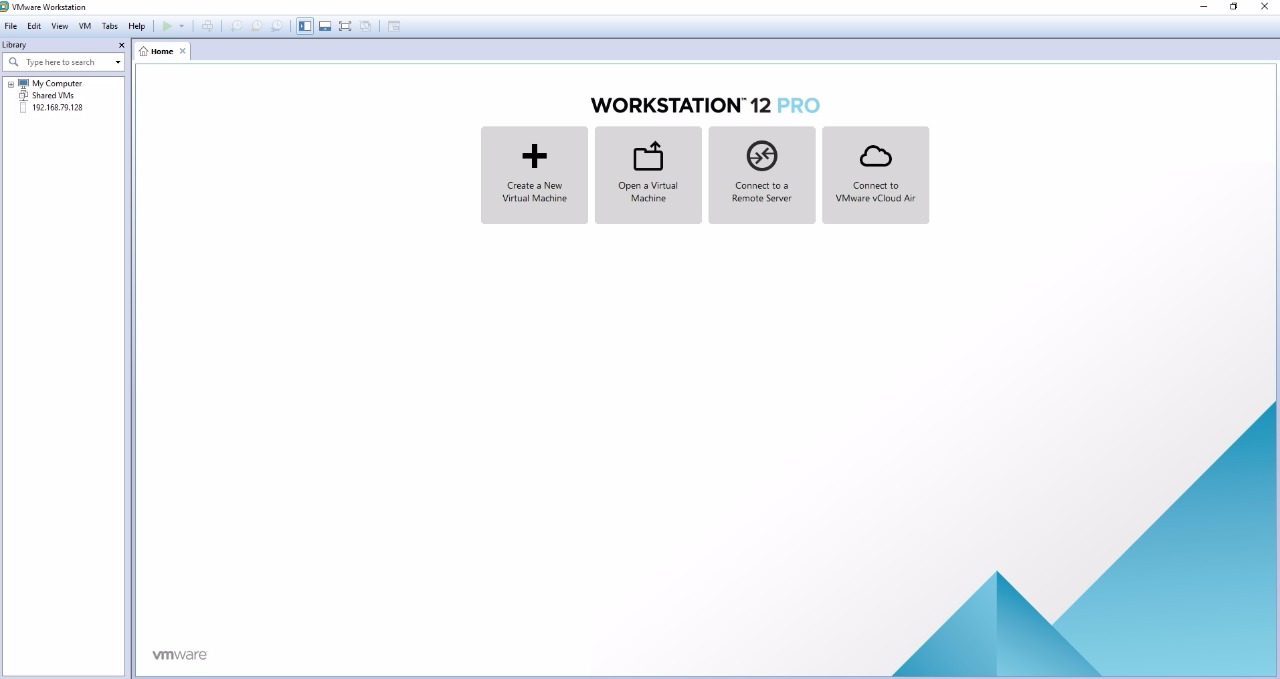 VMware Workstation
File Edit View VM Tabs Help
Library
Type here to search
My Computer
Shared VMs
192.168.79.128
Home
WORKSTATION™ 12 PRO
Create a New
Virtual Machine
Open a Virtual
Machine
Connect to a
Remote Server
Connect to
VMware vCloud Air
vmware